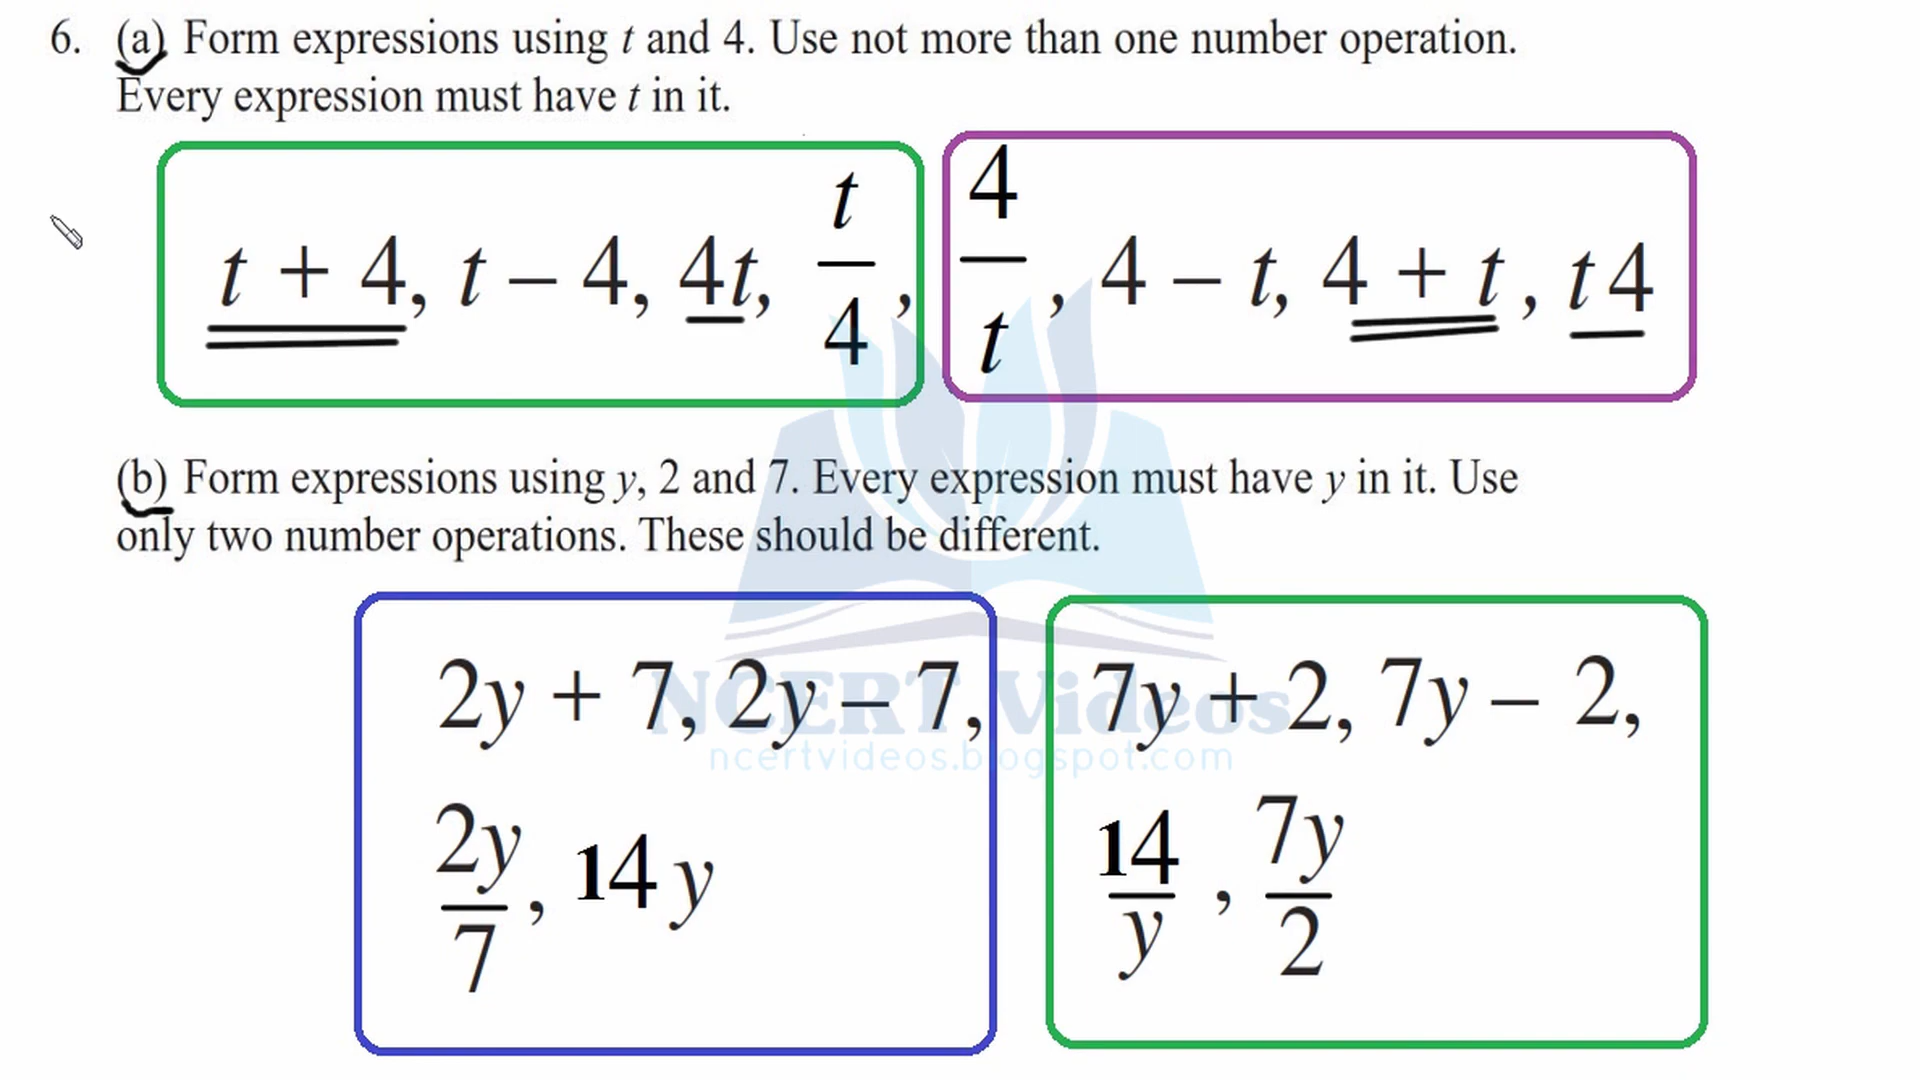 6. (a) Form expressions using t and 4. Use not more than one number operation.
Every expression must have t in it.
t + 4, t – 4, 4t, t/4, 4/t, 4 – t, 4 + t, t4
(b) Form expressions using y, 2 and 7. Every expression must have y in it. Use
only two number operations. These should be different.
2y + 7, 2y – 7, 7y + 2, 7y – 2,
2y/7, 14y 14/y, 7y/2
NCERT Videos
ncertvideos.blogspot.com